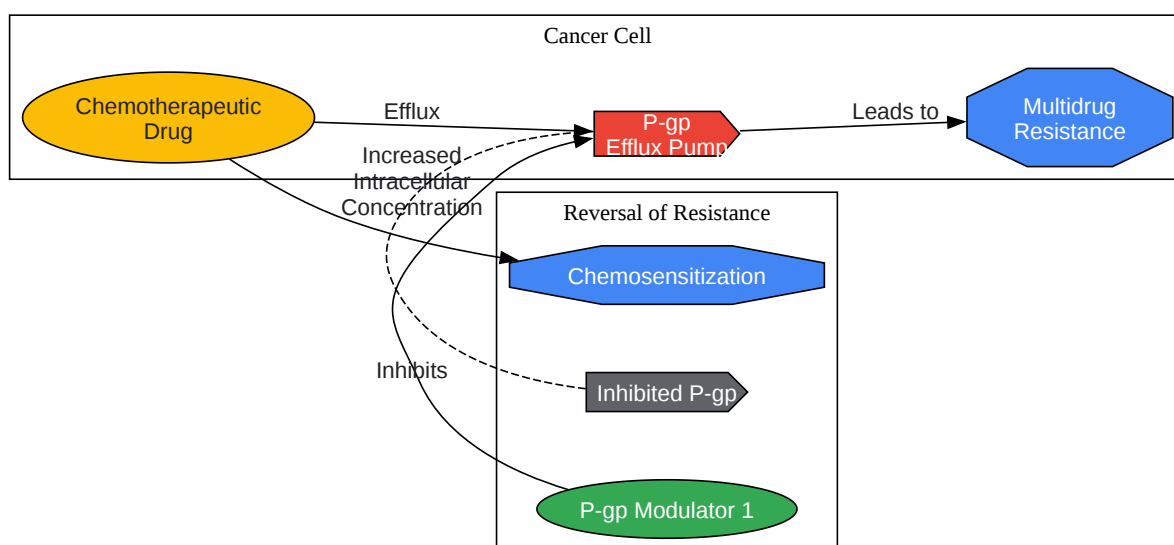 Cancer Cell
Chemotherapeutic
Drug
Efflux
P-gp
Efflux Pump
Leads to
Multidrug
Resistance
Increased
Intracellular
Concentration
Reversal of Resistance
Chemosensitization
Inhibits
Inhibited P-gp
P-gp Modulator 1